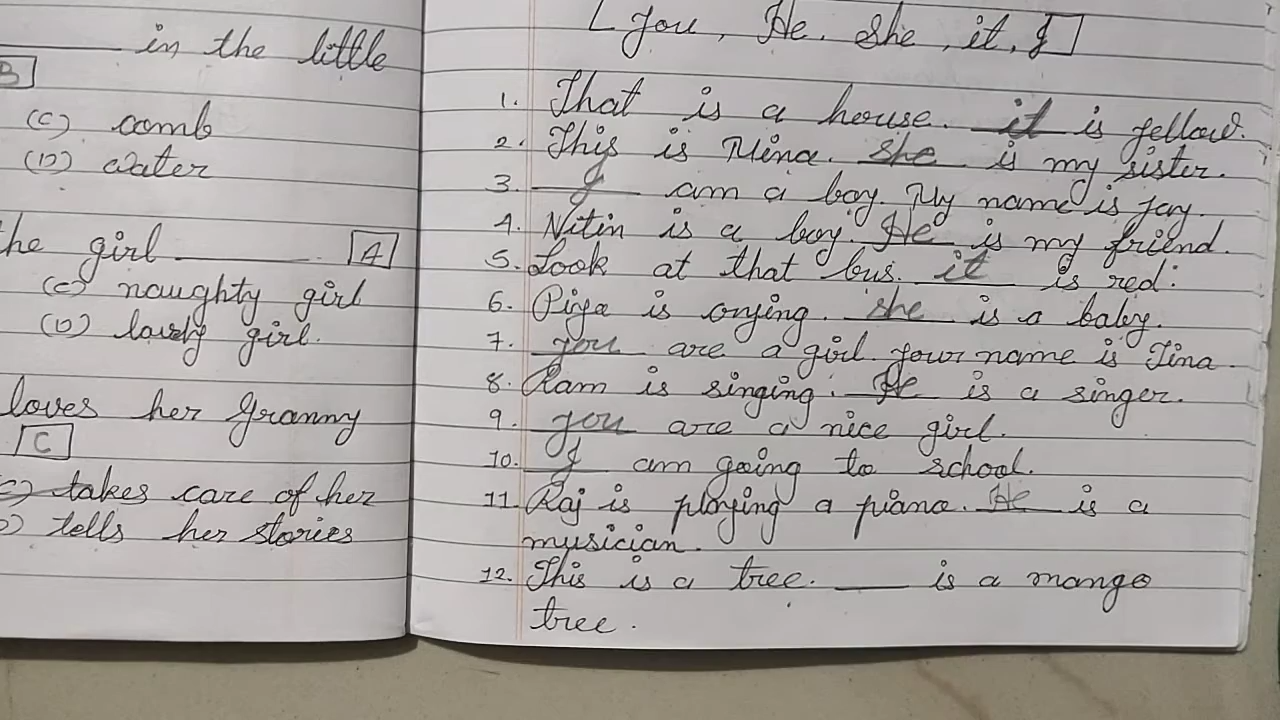 in the little
B
(C) comb
(D) water
the girl ______. A
(C) naughty girl
(D) lovely girl.
loves her Granny
C
takes care of her
tells her stories
[you, He. She, it, I]
1. That is a house. it is yellow.
2. This is Mina. she is my sister.
3. I am a boy. My name is Jay.
4. Nitin is a boy. He is my friend.
5. Look at that bus. it is red.
6. Piya is crying. she is a baby.
7. you are a girl. your name is Tina.
8. Ram is singing. He is a singer.
9. you are a nice girl.
10. I am going to school.
11. Raj is playing a piano. He is a
musician.
12. This is a tree. ____ is a mango
tree.